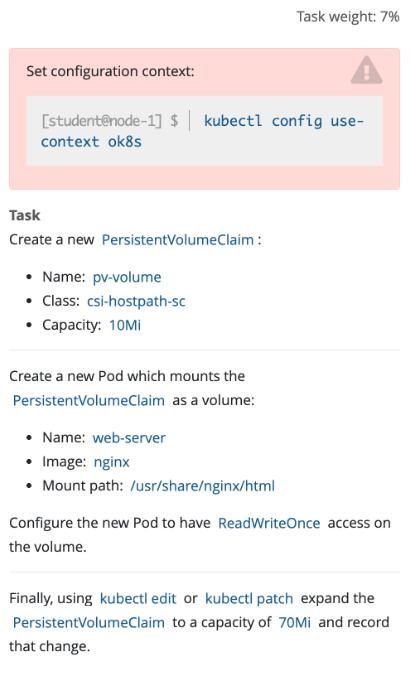 Task weight: 7%
Set configuration context:
[student@node-1] $ | kubectl config use-
context ok8s
Task
Create a new PersistentVolumeClaim :
• Name: pv-volume
• Class: csi-hostpath-sc
• Capacity: 10Mi
Create a new Pod which mounts the
PersistentVolumeClaim as a volume:
• Name: web-server
• Image: nginx
• Mount path: /usr/share/nginx/html
Configure the new Pod to have ReadWriteOnce access on
the volume.
Finally, using kubectl edit or kubectl patch expand the
PersistentVolumeClaim to a capacity of 70Mi and record
that change.